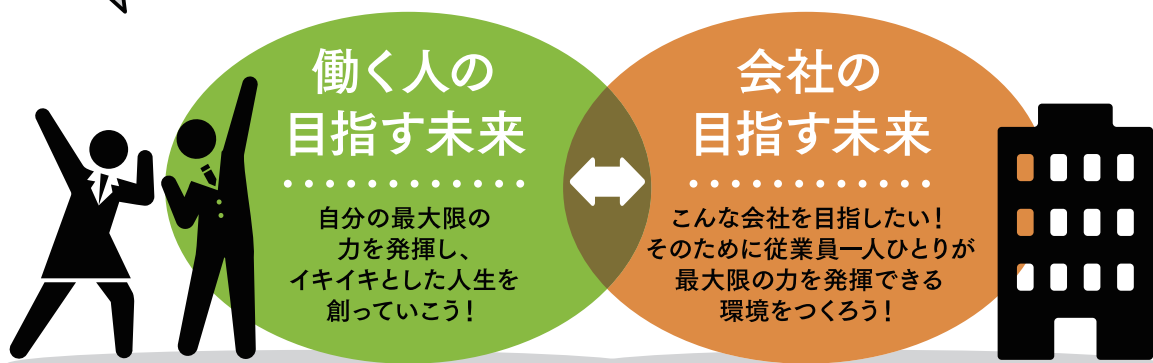 働く人の
目指す未来
自分の最大限の
力を発揮し、
イキイキとした人生を
創っていこう！
会社の
目指す未来
こんな会社を目指したい！
そのために従業員一人ひとりが
最大限の力を発揮できる
環境をつくろう！